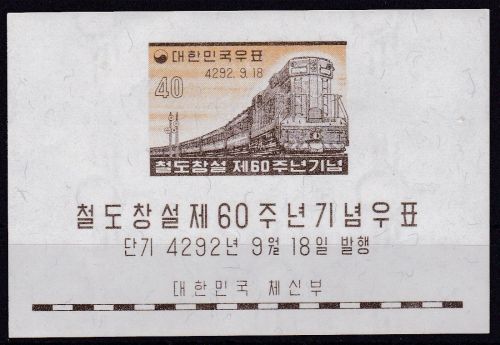 대한민국우표
4292.9.18
40
철도창설 제60주년기념
철도창설제60주년기념우표
단기 4292년 9월 18일 발행
대한민국 체신부